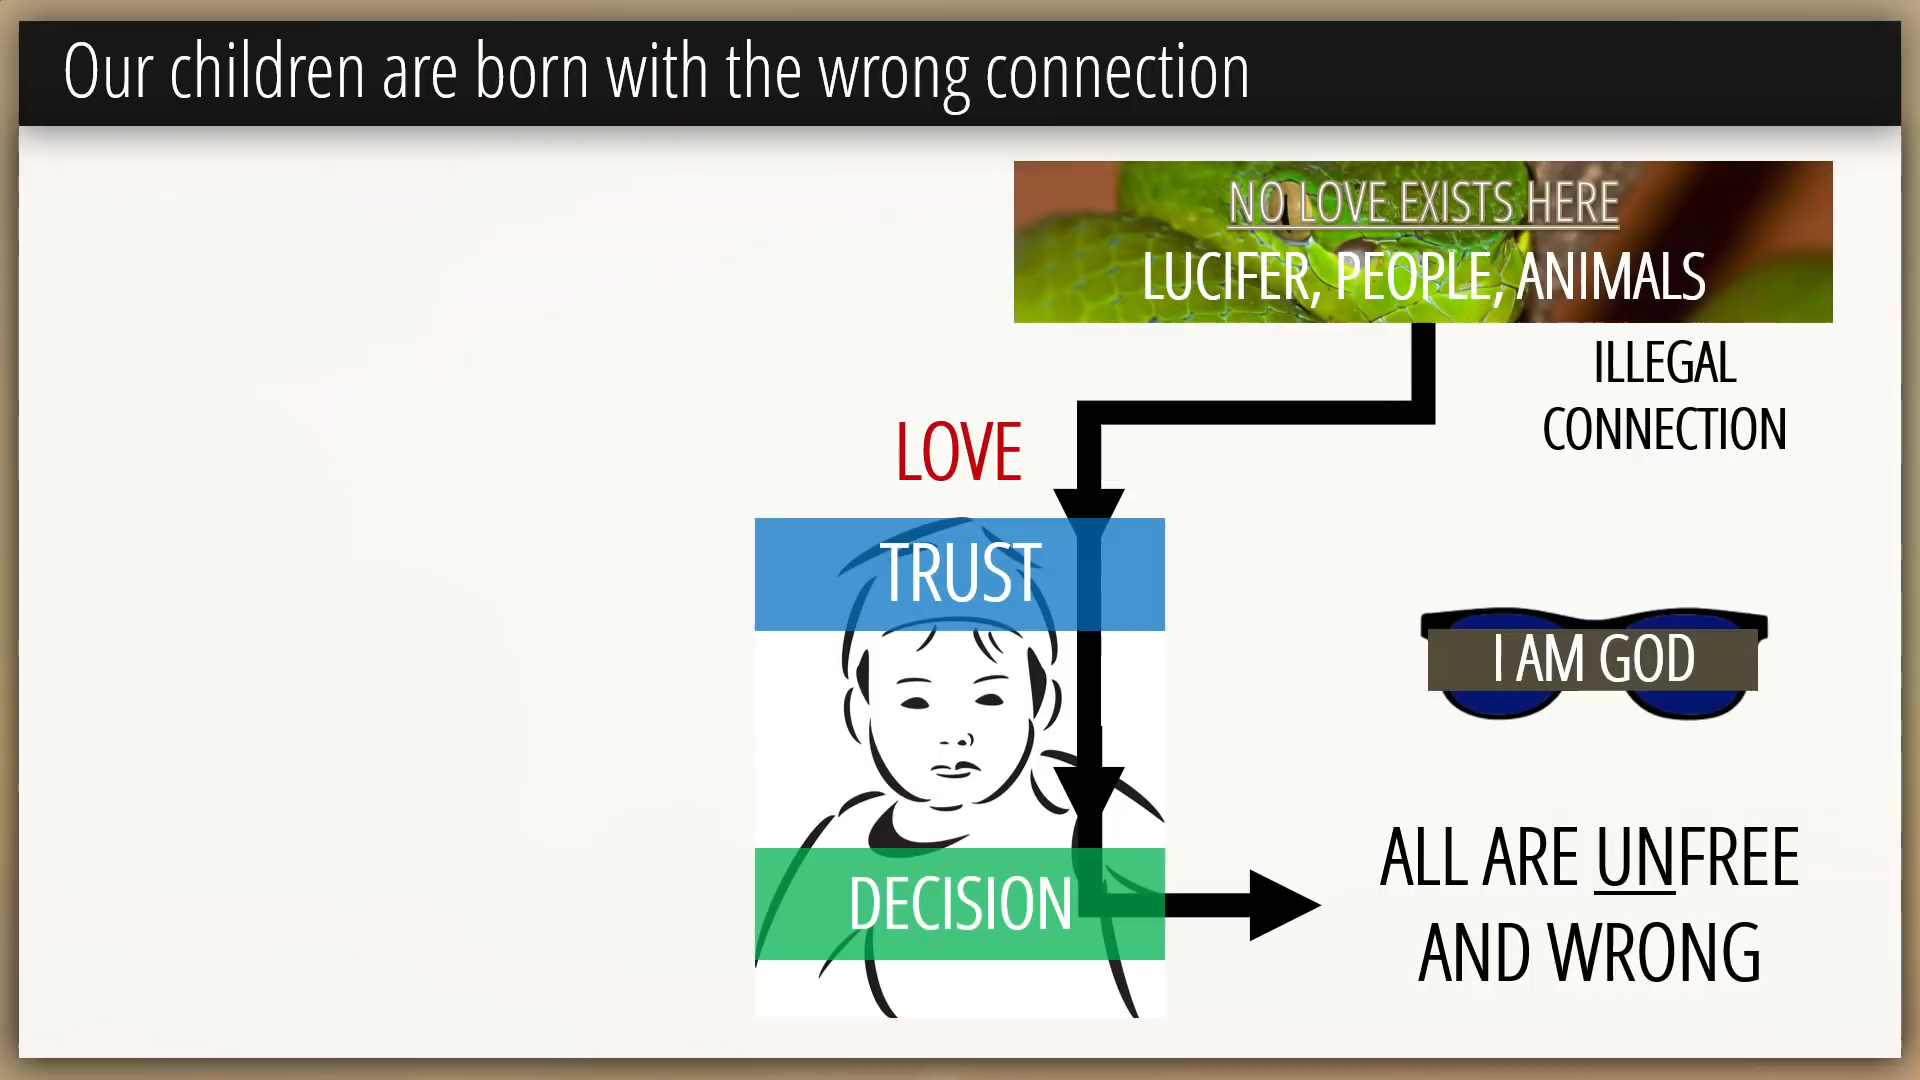 Our children are born with the wrong connection
NO LOVE EXISTS HERE
LUCIFER, PEOPLE, ANIMALS
ILLEGAL
CONNECTION
LOVE
TRUST
I AM GOD
DECISION
ALL ARE UNFREE
AND WRONG